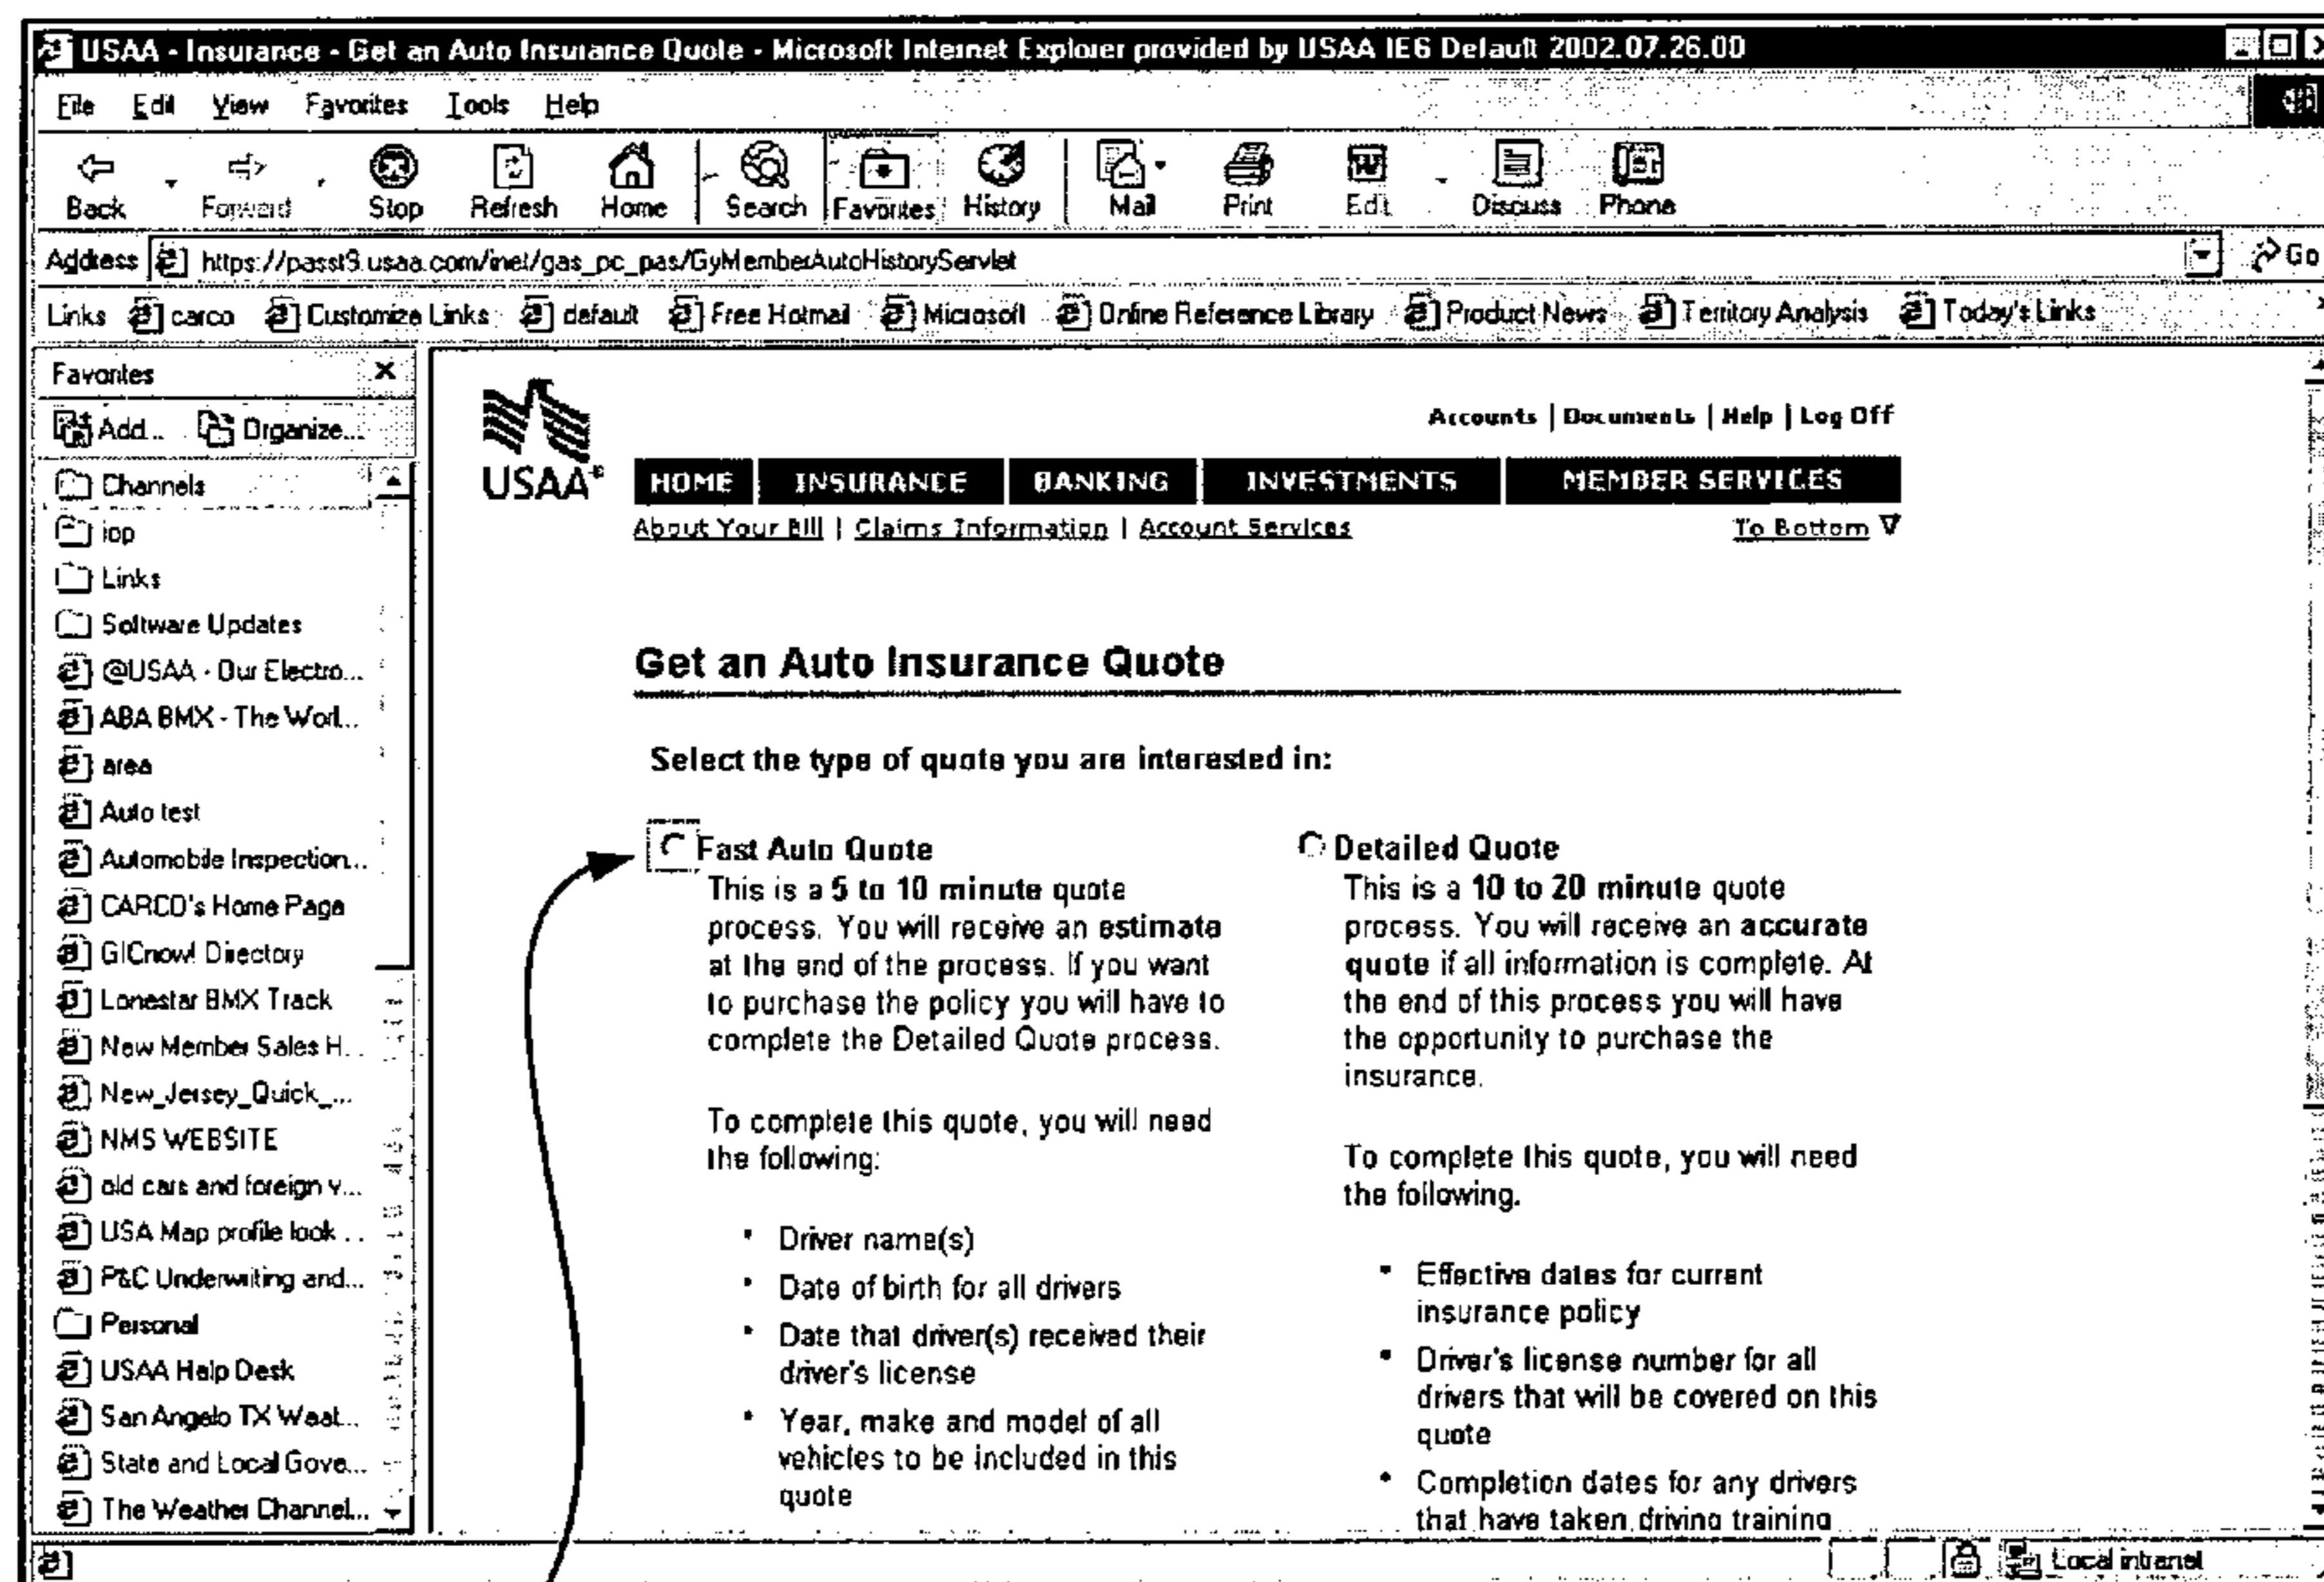 USAA - Insurance - Get an Auto Insurance Quote - Microsoft Internet Explorer provided by USAA IE6 Default 2002.07.26.00
File Edit View Favorites Tools Help
Back Forward Stop Refresh Home Search Favorites History Mail Print Edit Discuss Phone
Address https://passt9.usaa.com/inet/gas_pc_pas/GyMemberAutoHistoryServlet Go
Links carco Customize Links default Free Hotmail Microsoft Online Reference Library Product News Territory Analysis Today's Links
Favorites
Add... Organize...
Channels
iop
Links
Software Updates
@USAA - Our Electro...
ABA BMX - The Worl...
area
Auto test
Automobile Inspection...
CARCO's Home Page
GICnow! Directory
Lonestar BMX Track
New Member Sales H...
New_Jersey_Quick_...
NMS WEBSITE
old cars and foreign v...
USA Map profile look ...
P&C Underwriting and...
Personal
USAA Help Desk
San Angelo TX Weat...
State and Local Gove...
The Weather Channel...
USAA®
Accounts | Documents | Help | Log Off
HOME INSURANCE BANKING INVESTMENTS MEMBER SERVICES
About Your Bill | Claims Information | Account Services To Bottom
Get an Auto Insurance Quote
Select the type of quote you are interested in:
Fast Auto Quote
This is a 5 to 10 minute quote
process. You will receive an estimate
at the end of the process. If you want
to purchase the policy you will have to
complete the Detailed Quote process.
To complete this quote, you will need
the following:
• Driver name(s)
• Date of birth for all drivers
• Date that driver(s) received their
driver's license
• Year, make and model of all
vehicles to be included in this
quote
Detailed Quote
This is a 10 to 20 minute quote
process. You will receive an accurate
quote if all information is complete. At
the end of this process you will have
the opportunity to purchase the
insurance.
To complete this quote, you will need
the following.
• Effective dates for current
insurance policy
• Driver's license number for all
drivers that will be covered on this
quote
• Completion dates for any drivers
that have taken driving training
Local intranet